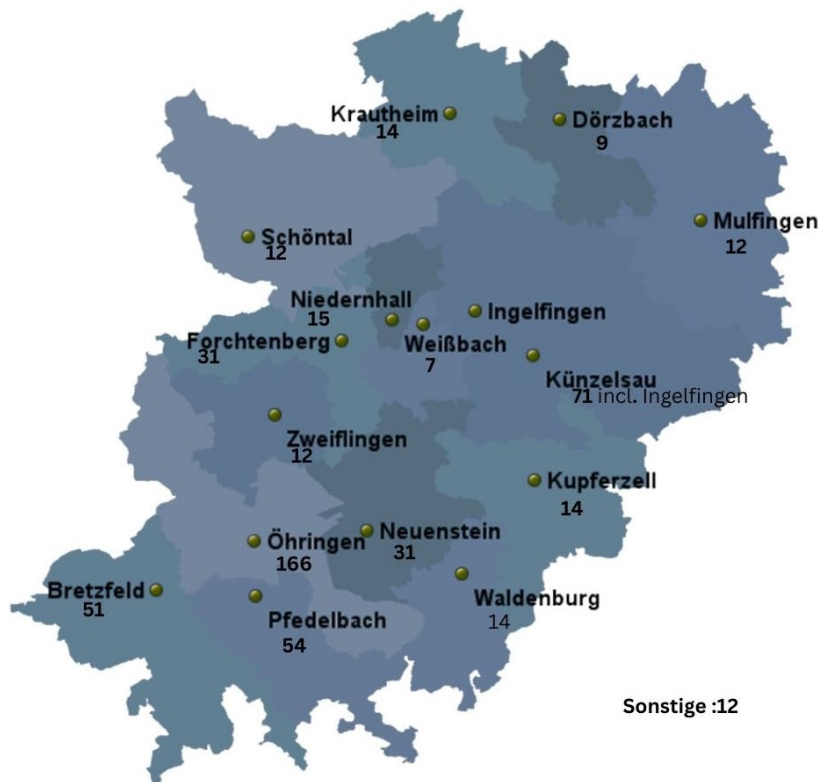 Krautheim
14
Dörzbach
9
Mulfingen
12
Schöntal
12
Niedernhall
15
Ingelfingen
Forchtenberg
31
Weißbach
7
Künzelsau
71 incl. Ingelfingen
Zweiflingen
12
Kupferzell
14
Neuenstein
31
Öhringen
166
Bretzfeld
51
Waldenburg
14
Pfedelbach
54
Sonstige :12